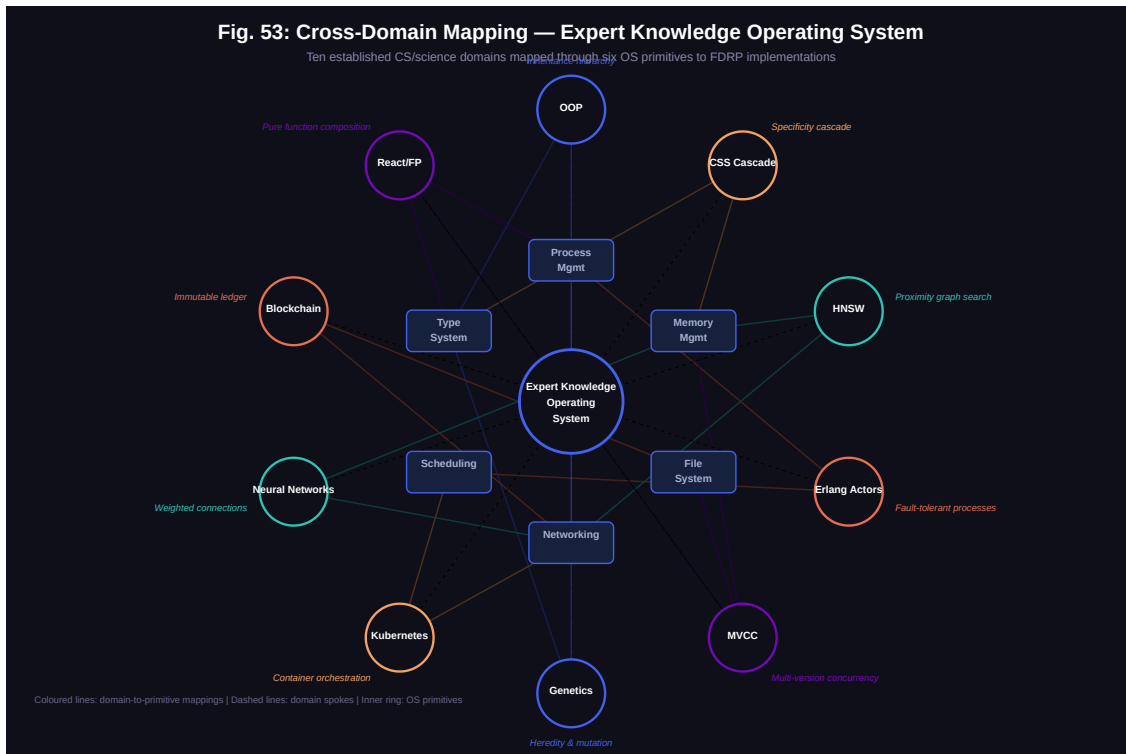 Fig. 53: Cross-Domain Mapping — Expert Knowledge Operating System
Ten established CS/science domains mapped through six OS primitives to FDRP implementations
Inheritance hierarchy
OOP
Pure function composition
Specificity cascade
React/FP
CSS Cascade
Process
Mgmt
Immutable ledger
Proximity graph search
Blockchain
HNSW
Type
System
Memory
Mgmt
Expert Knowledge
Operating
System
Scheduling
File
System
Neural Networks
Erlang Actors
Weighted connections
Fault-tolerant processes
Networking
Kubernetes
MVCC
Container orchestration
Multi-version concurrency
Genetics
Coloured lines: domain-to-primitive mappings | Dashed lines: domain spokes | Inner ring: OS primitives
Heredity & mutation